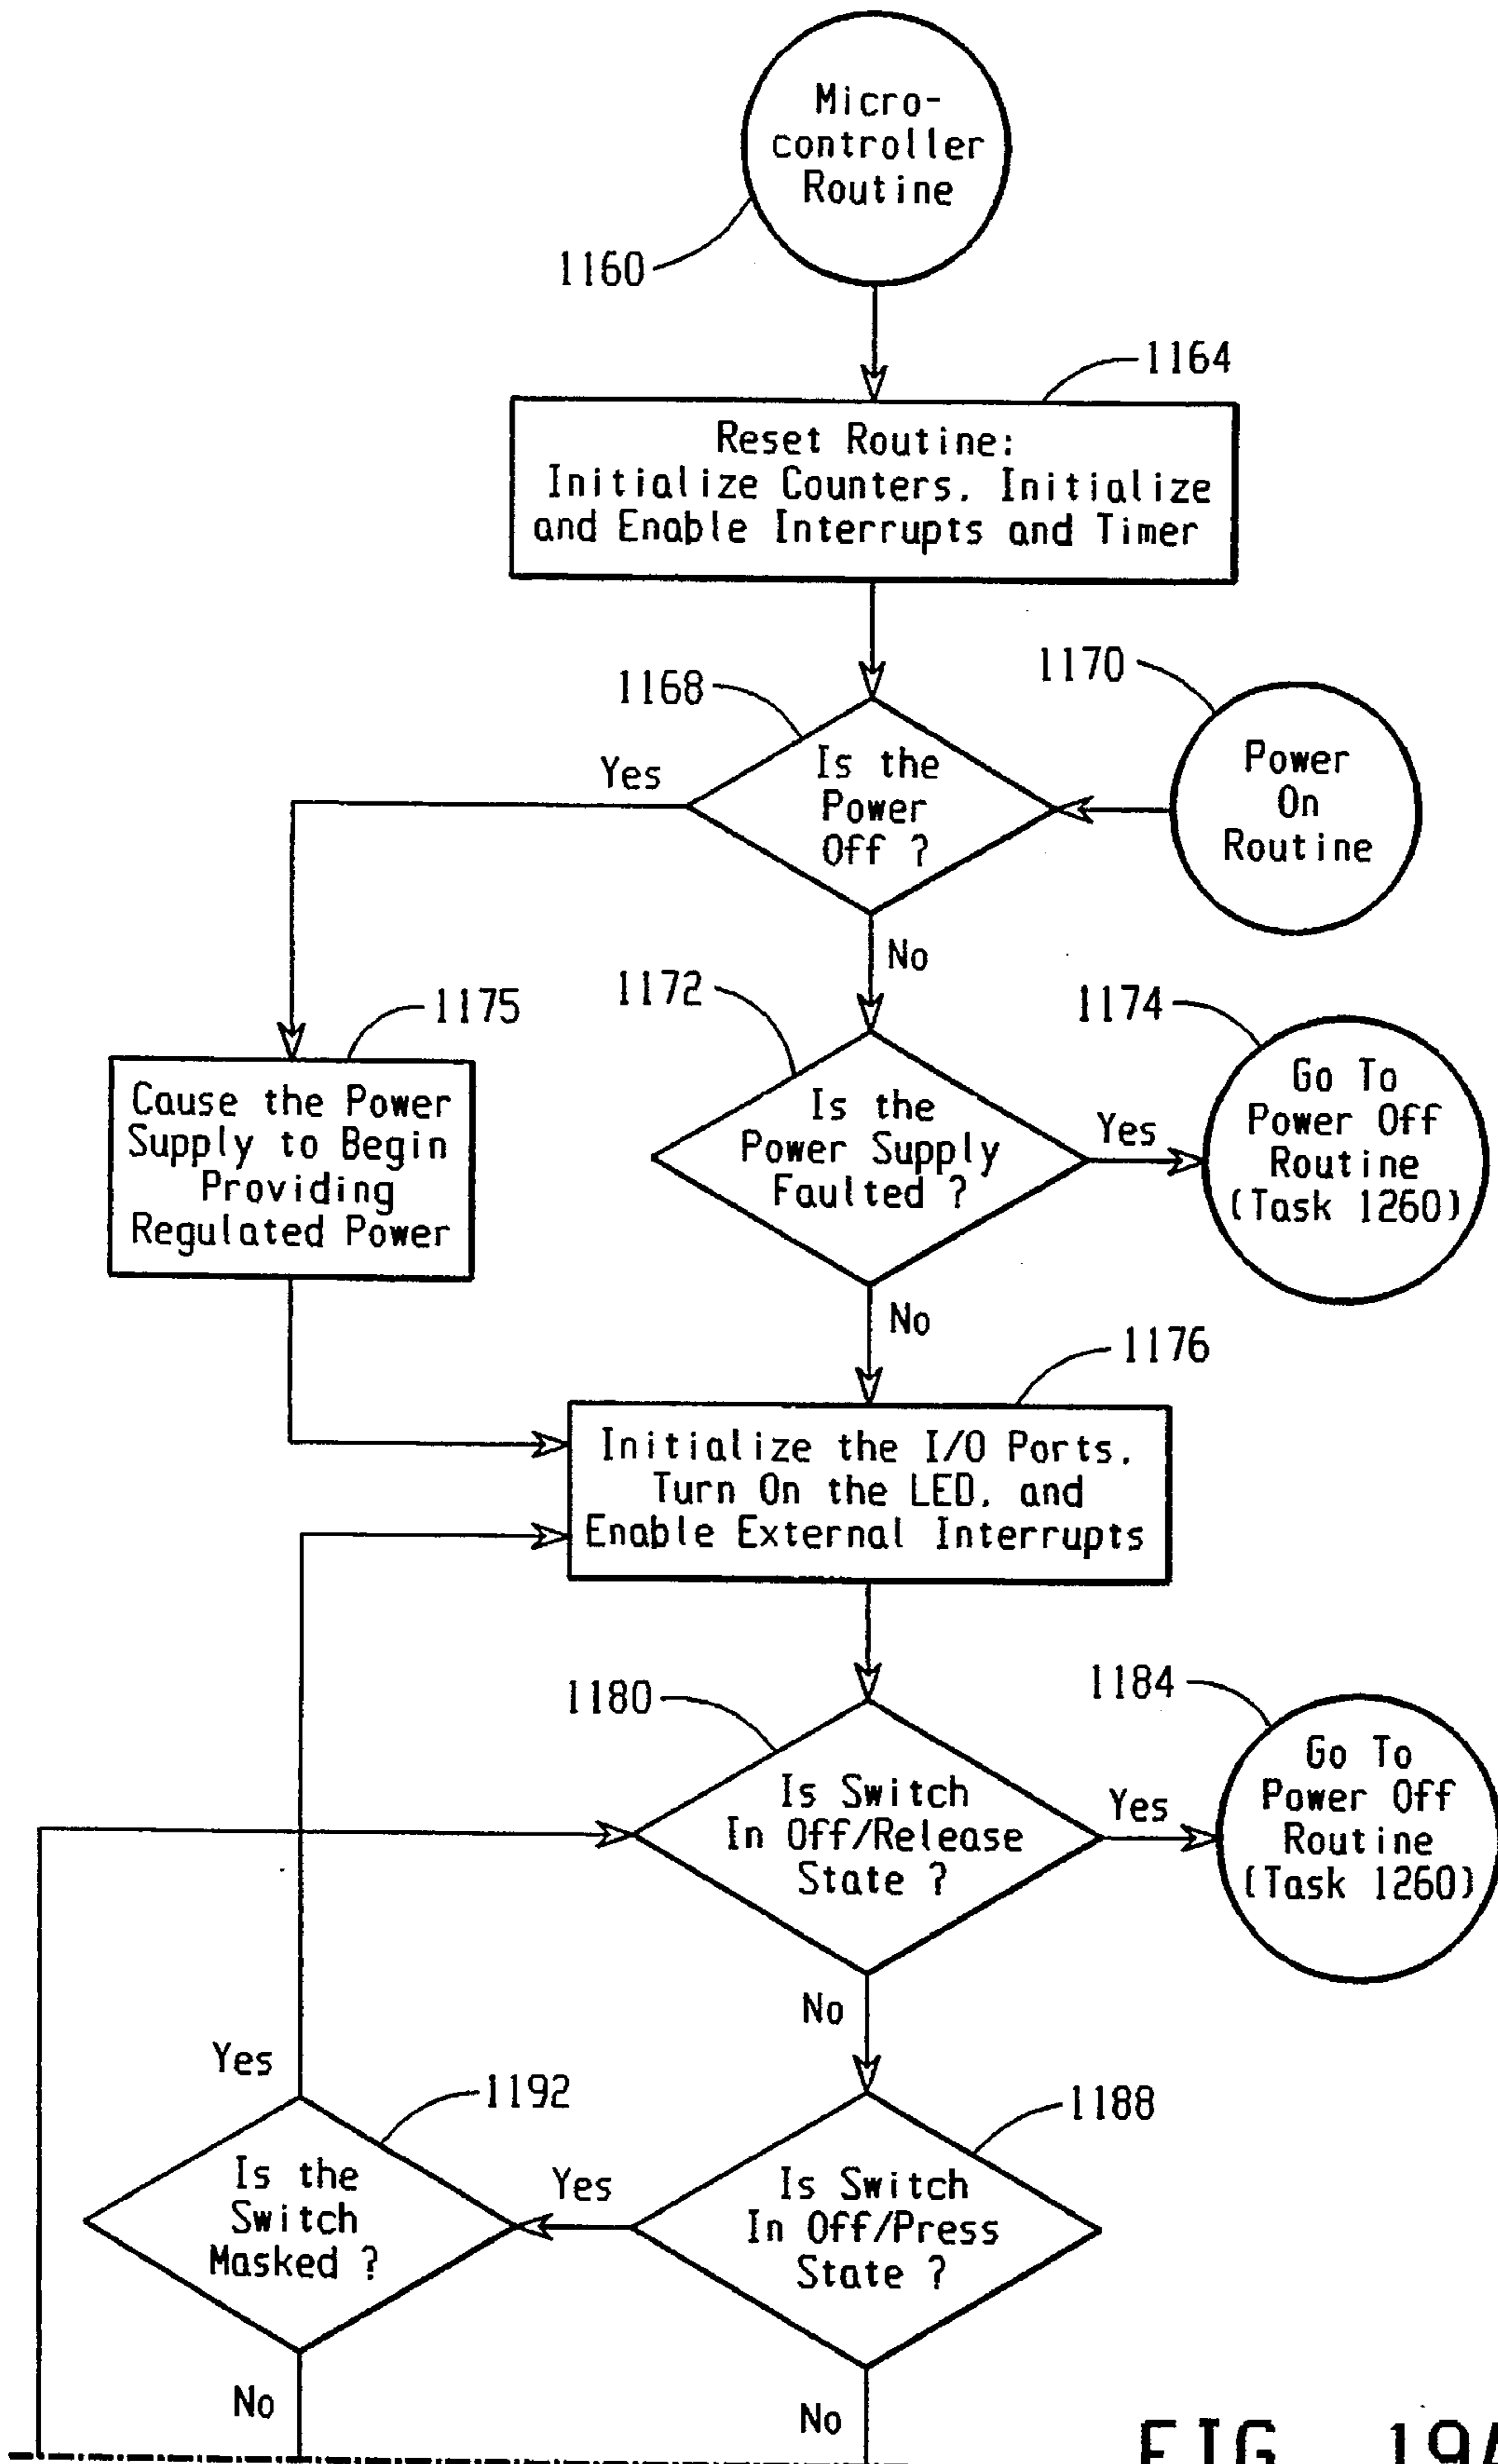 Micro-
controller
Routine
1160
1164
Reset Routine:
Initialize Counters, Initialize
and Enable Interrupts and Timer
1168
1170
Is the
Power
Off ?
Yes
Power
On
Routine
No
1175
1172
1174
Cause the Power
Supply to Begin
Providing
Regulated Power
Is the
Power Supply
Faulted ?
Yes
Go To
Power Off
Routine
(Task 1260)
No
1176
Initialize the I/O Ports,
Turn On the LED, and
Enable External Interrupts
1180
1184
Is Switch
In Off/Release
State ?
Yes
Go To
Power Off
Routine
(Task 1260)
No
Yes
1192
1188
Is the
Switch
Masked ?
Yes
Is Switch
In Off/Press
State ?
No
No
FIG. 19A